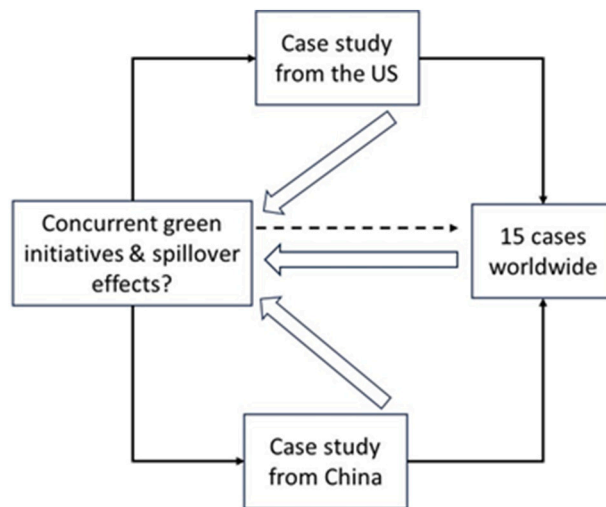 Case study
from the US
Concurrent green
initiatives & spillover
effects?
15 cases
worldwide
Case study
from China